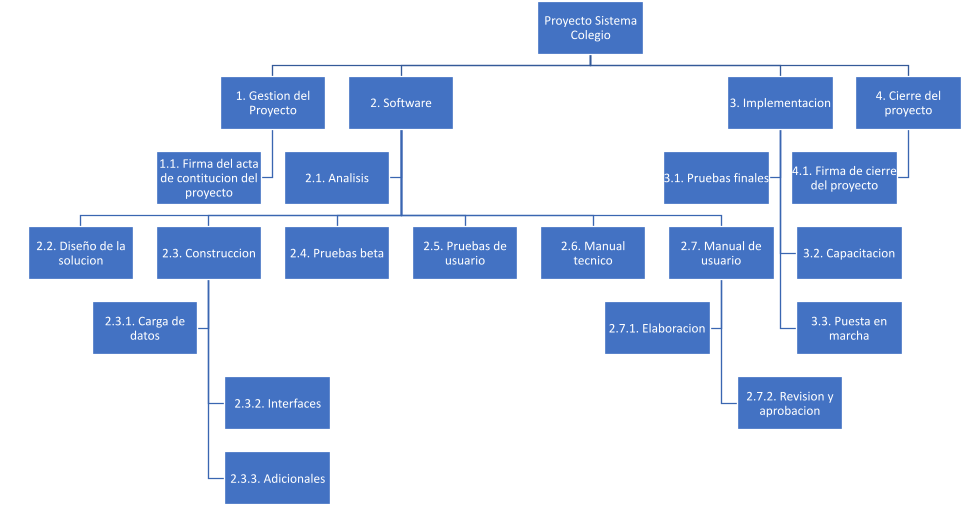 Proyecto Sistema
Colegio
1. Gestion del
Proyecto
2. Software
3. Implementacion
4. Cierre del
proyecto
1.1. Firma del acta
de contitucion del
proyecto
2.1. Analisis
3.1. Pruebas finales
4.1. Firma de cierre
del proyecto
2.2. Diseño de la
solucion
2.3. Construccion
2.4. Pruebas beta
2.5. Pruebas de
usuario
2.6. Manual
tecnico
2.7. Manual de
usuario
3.2. Capacitacion
2.3.1. Carga de
datos
2.7.1. Elaboracion
3.3. Puesta en
marcha
2.3.2. Interfaces
2.7.2. Revision y
aprobacion
2.3.3. Adicionales